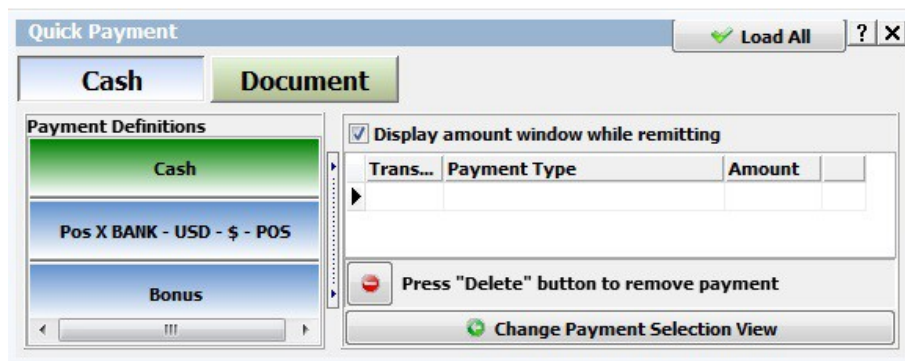 Quick Payment
Load All
?
Cash
Document
Payment Definitions
Cash
Pos X BANK - USD - $ - POS
Bonus
Display amount window while remitting
Trans... Payment Type Amount
Press "Delete" button to remove payment
Change Payment Selection View